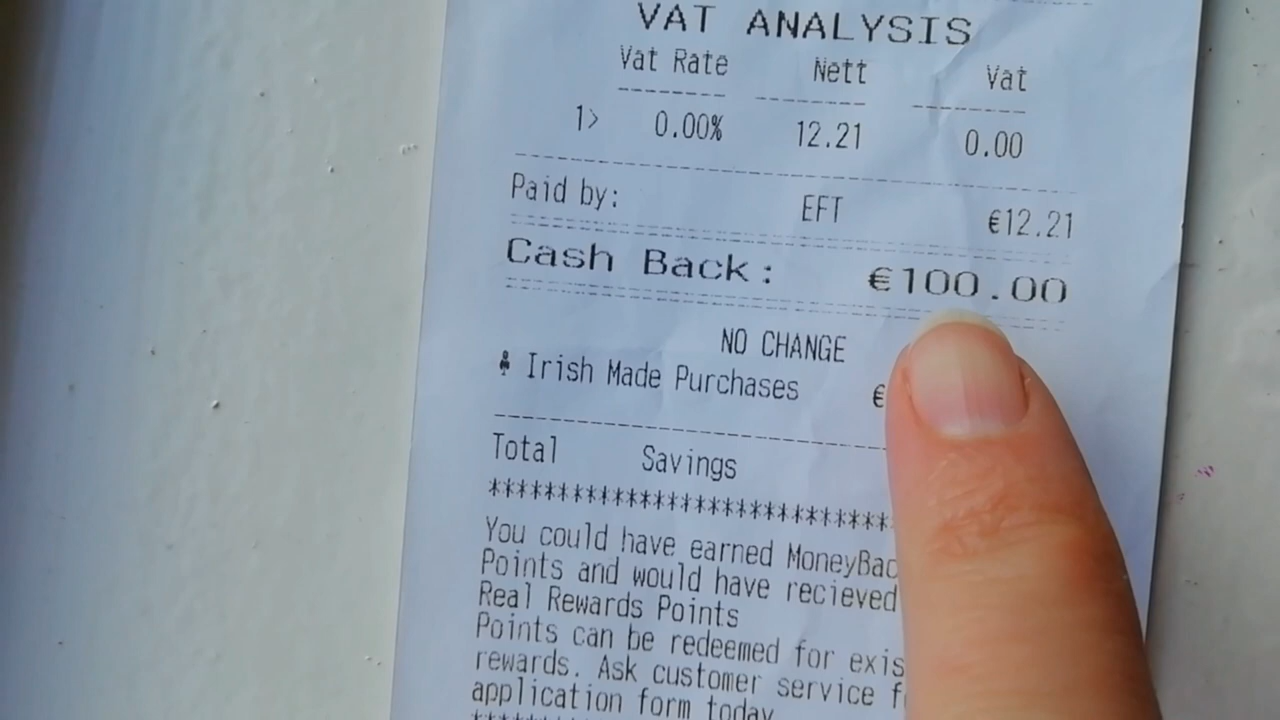 VAT ANALYSIS
Vat Rate Nett Vat
1> 0.00% 12.21 0.00
Paid by: EFT €12.21
Cash Back: €100.00
NO CHANGE
Irish Made Purchases €
Total Savings
******************************
You could have earned
Points and would have recieved
Real Rewards Points
Points can be redeemed for
rewards. Ask customer service
application form today